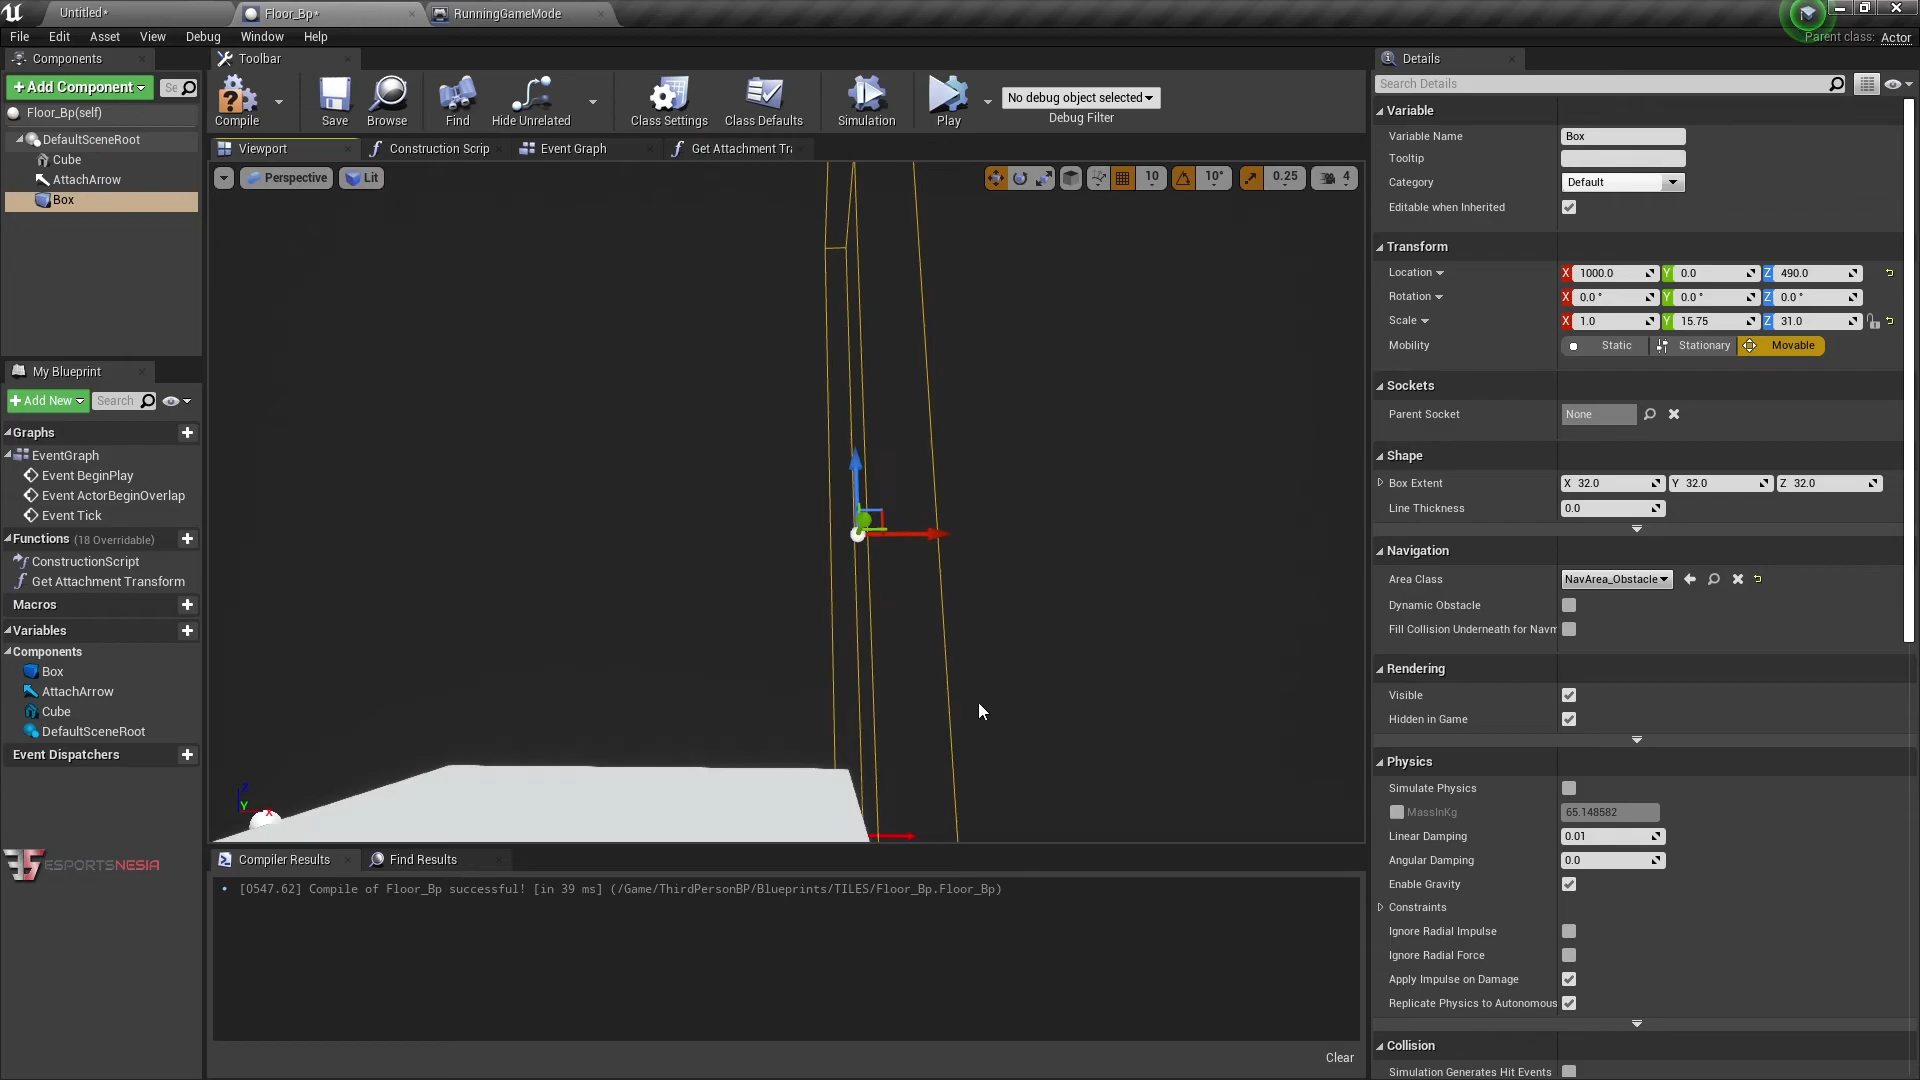 Untitled*
Floor_Bp*
RunningGameMode
File Edit Asset View Debug Window Help
Parent class: Actor
Components
+Add Component
Se
Floor_Bp(self)
DefaultSceneRoot
Cube
AttachArrow
Box
My Blueprint
+Add New
Search
Graphs
EventGraph
Event BeginPlay
Event ActorBeginOverlap
Event Tick
Functions (18 Overridable)
ConstructionScript
Get Attachment Transform
Macros
Variables
Components
Box
AttachArrow
Cube
DefaultSceneRoot
Event Dispatchers
ESPORTSNESIA
Toolbar
Compile
Save
Browse
Find
Hide Unrelated
Class Settings
Class Defaults
Simulation
Play
No debug object selected
Debug Filter
Viewport
Construction Scrip
Event Graph
Get Attachment Tra
Perspective
Lit
10
10°
0.25
4
Z
Y
X
Compiler Results
Find Results
• [0547.62] Compile of Floor_Bp successful! [in 39 ms] (/Game/ThirdPersonBP/Blueprints/TILES/Floor_Bp.Floor_Bp)
Clear
Details
Search Details
Variable
Variable Name Box
Tooltip
Category Default
Editable when Inherited
Transform
Location X 1000.0 Y 0.0 Z 490.0
Rotation X 0.0 ° Y 0.0 ° Z 0.0 °
Scale X 1.0 Y 15.75 Z 31.0
Mobility Static Stationary Movable
Sockets
Parent Socket None
Shape
Box Extent X 32.0 Y 32.0 Z 32.0
Line Thickness 0.0
Navigation
Area Class NavArea_Obstacle
Dynamic Obstacle
Fill Collision Underneath for Navm
Rendering
Visible
Hidden in Game
Physics
Simulate Physics
MassInKg 65.148582
Linear Damping 0.01
Angular Damping 0.0
Enable Gravity
Constraints
Ignore Radial Impulse
Ignore Radial Force
Apply Impulse on Damage
Replicate Physics to Autonomous
Collision
Simulation Generates Hit Events